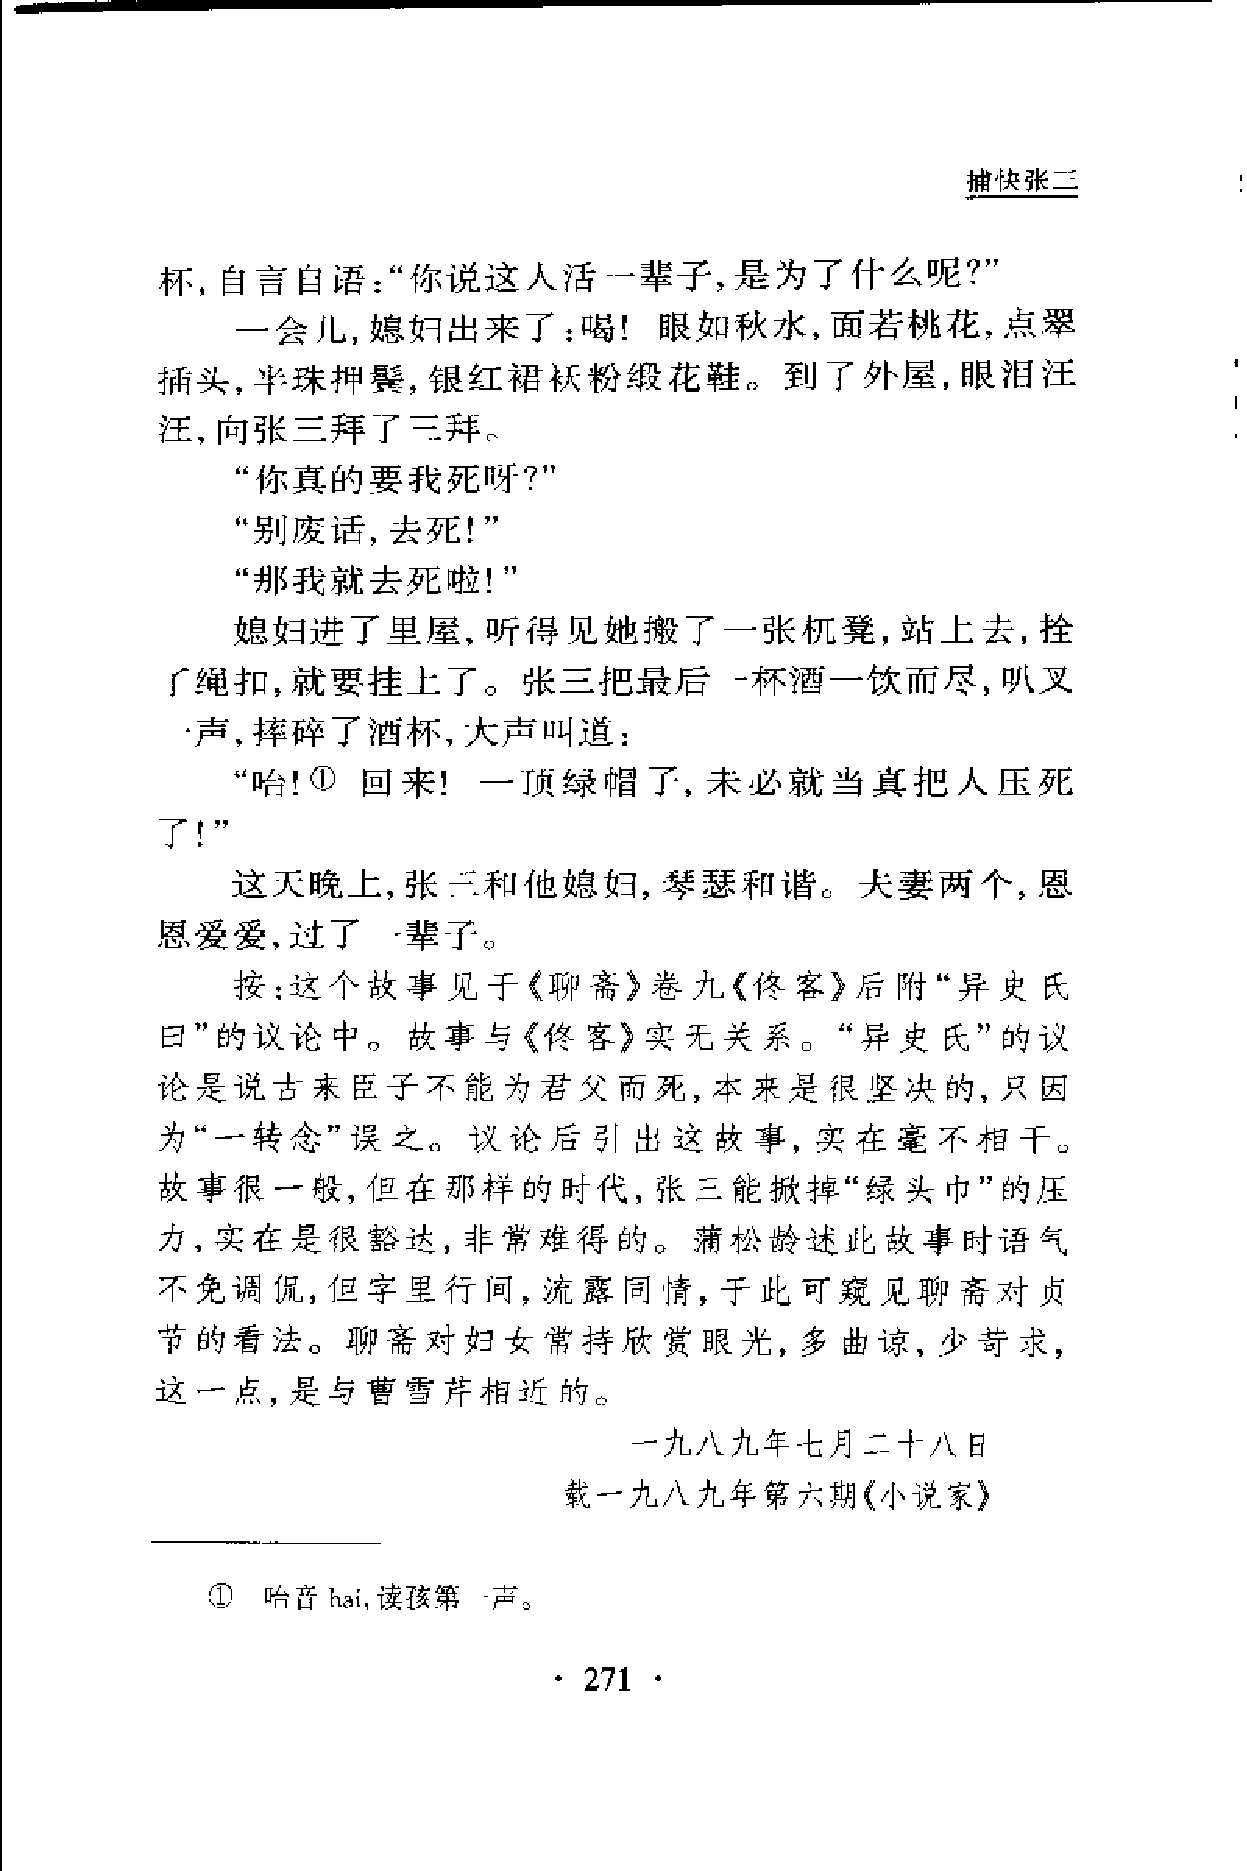 捕快张三
杯,自言自语:“你说这人活一辈子,是为了什么呢?”
一会儿,媳妇出来了:喝! 眼如秋水,面若桃花,点翠
插头,半珠押鬓,银红裙袄粉缎花鞋。到了外屋,眼泪汪
汪,向张三拜了三拜。
“你真的要我死呀?”
“别废话,去死!”
“那我就去死啦!”
媳妇进了里屋,听得见她搬了一张杌凳,站上去,拴
了绳扣,就要挂上了。张三把最后一杯酒一饮而尽,叭叉
一声,摔碎了酒杯,大声叫道:
“咍!① 回来! 一顶绿帽子,未必就当真把人压死
了!”
这天晚上,张三和他媳妇,琴瑟和谐。夫妻两个,恩
恩爱爱,过了一辈子。
按:这个故事见于《聊斋》卷九《佟客》后附“异史氏
曰”的议论中。故事与《佟客》实无关系。“异史氏”的议
论是说古来臣子不能为君父而死,本来是很坚决的,只因
为“一转念”误之。议论后引出这故事,实在毫不相干。
故事很一般,但在那样的时代,张三能掀掉“绿头巾”的压
力,实在是很豁达,非常难得的。蒲松龄述此故事时语气
不免调侃,但字里行间,流露同情,于此可窥见聊斋对贞
节的看法。聊斋对妇女常持欣赏眼光,多曲谅,少苛求,
这一点,是与曹雪芹相近的。
一九八九年七月二十八日
载一九八九年第六期《小说家》
① 咍音 hai,读孩第一声。
· 271 ·